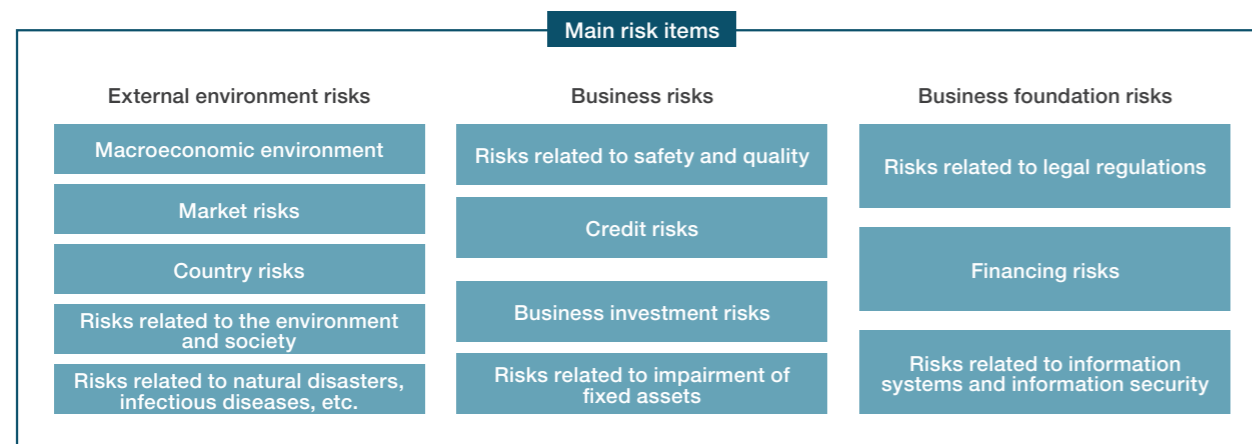 Main risk items
External environment risks
Macroeconomic environment
Market risks
Country risks
Risks related to the environment
and society
Risks related to natural disasters,
infectious diseases, etc.
Business risks
Risks related to safety and quality
Credit risks
Business investment risks
Risks related to impairment of
fixed assets
Business foundation risks
Risks related to legal regulations
Financing risks
Risks related to information
systems and information security